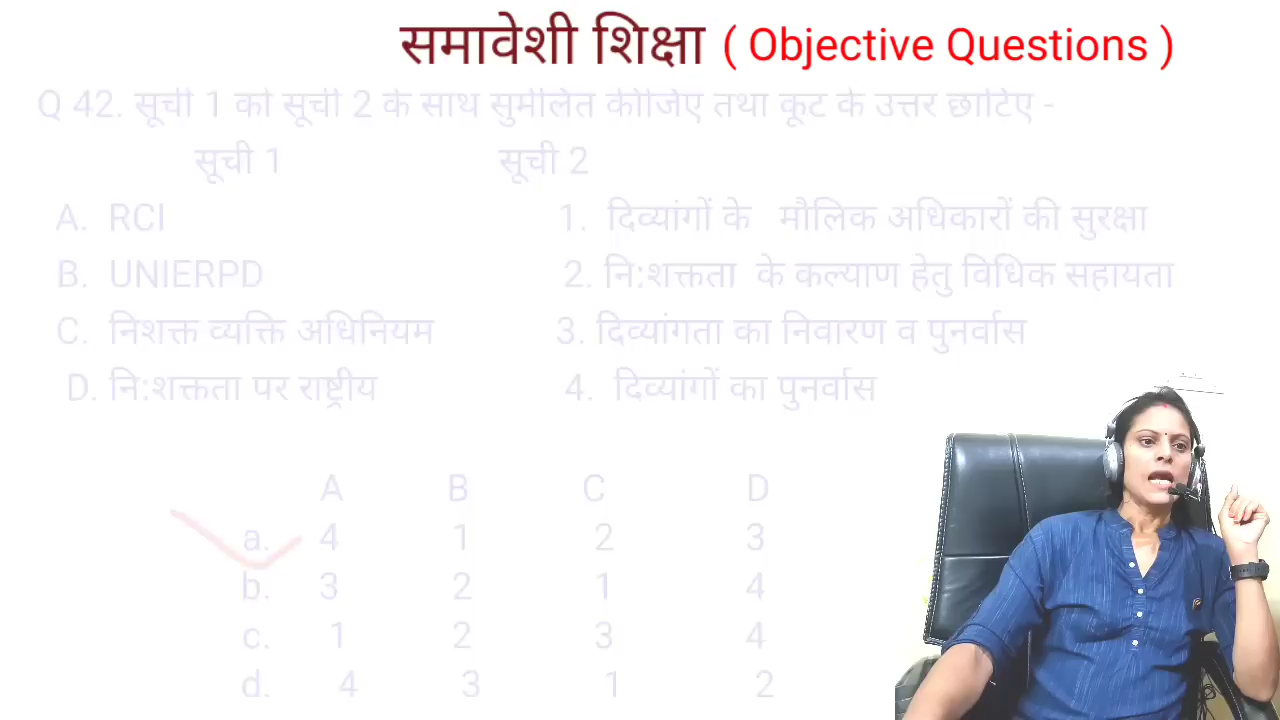 समावेशी शिक्षा ( Objective Questions )
Q 42. सूची 1 को सूची 2 के साथ सुमेलित कीजिए तथा कूट के उत्तर छांटिए -
सूची 1 सूची 2
A. RCI 1. दिव्यांगों के मौलिक अधिकारों की सुरक्षा
B. UNIERPD 2. नि:शक्तता के कल्याण हेतु विधिक सहायता
C. निशक्त व्यक्ति अधिनियम 3. दिव्यांगता का निवारण व पुनर्वास
D. नि:शक्तता पर राष्ट्रीय 4. दिव्यांगों का पुनर्वास
A B C D
a. 4 1 2 3
b. 3 2 1 4
c. 1 2 3 4
d. 4 3 1 2